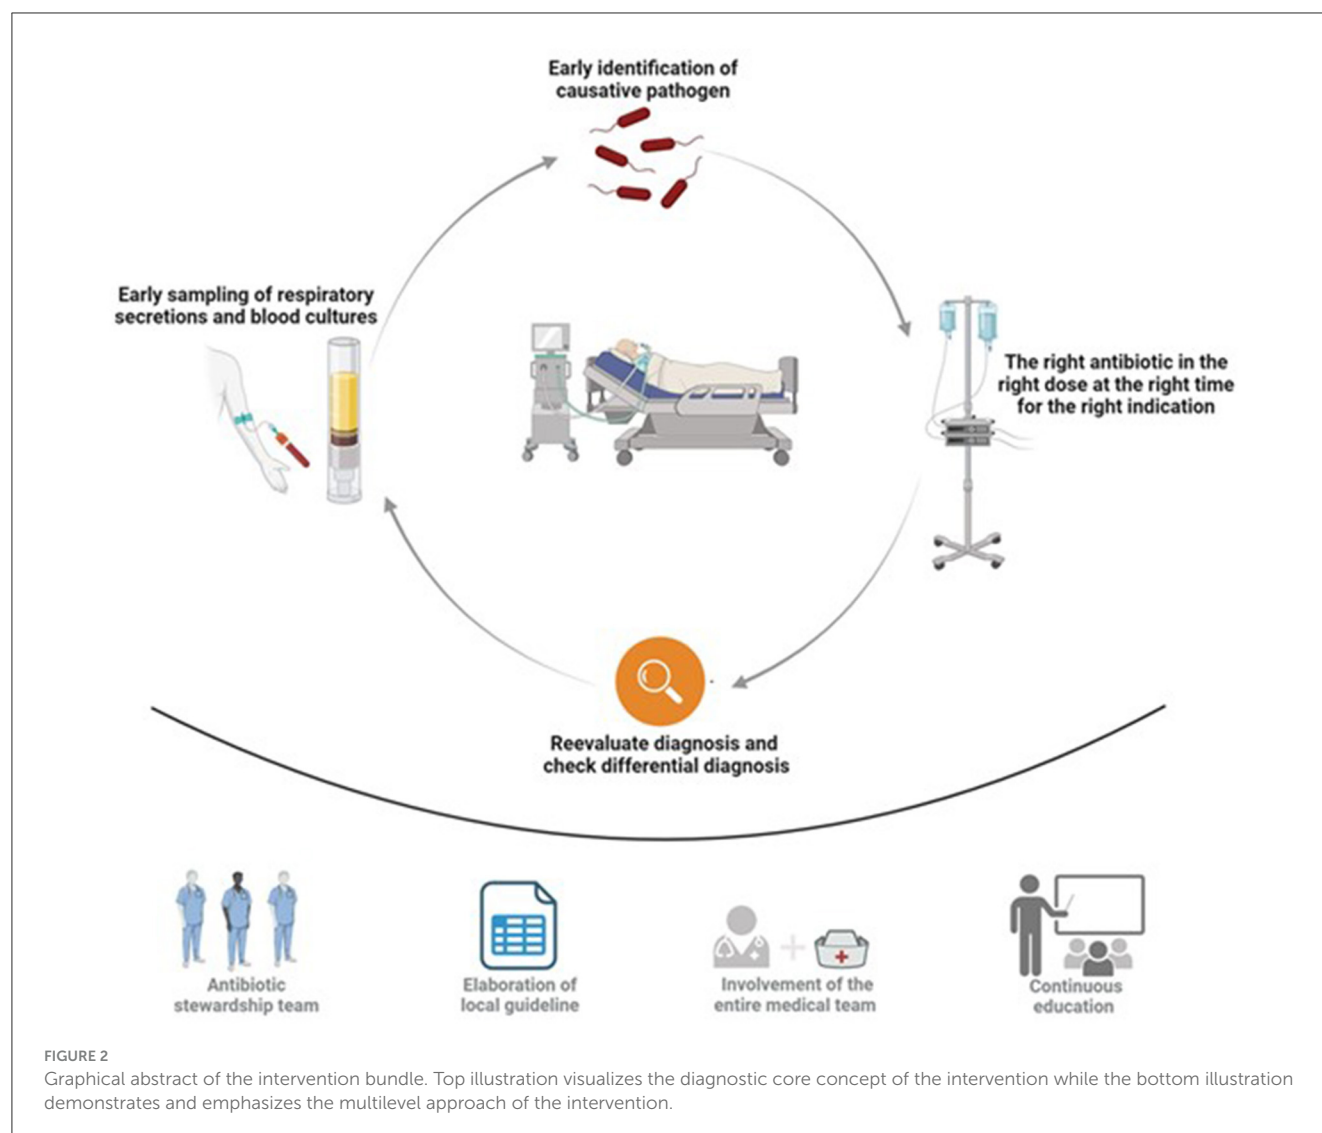 Early identification of
causative pathogen
Early sampling of respiratory
secretions and blood cultures
The right antibiotic in the
right dose at the right time
for the right indication
Reevaluate diagnosis and
check differential diagnosis
Antibiotic
stewardship team
Elaboration of
local guideline
Involvement of the
entire medical team
Continuous
education
FIGURE 2
Graphical abstract of the intervention bundle. Top illustration visualizes the diagnostic core concept of the intervention while the bottom illustration
demonstrates and emphasizes the multilevel approach of the intervention.